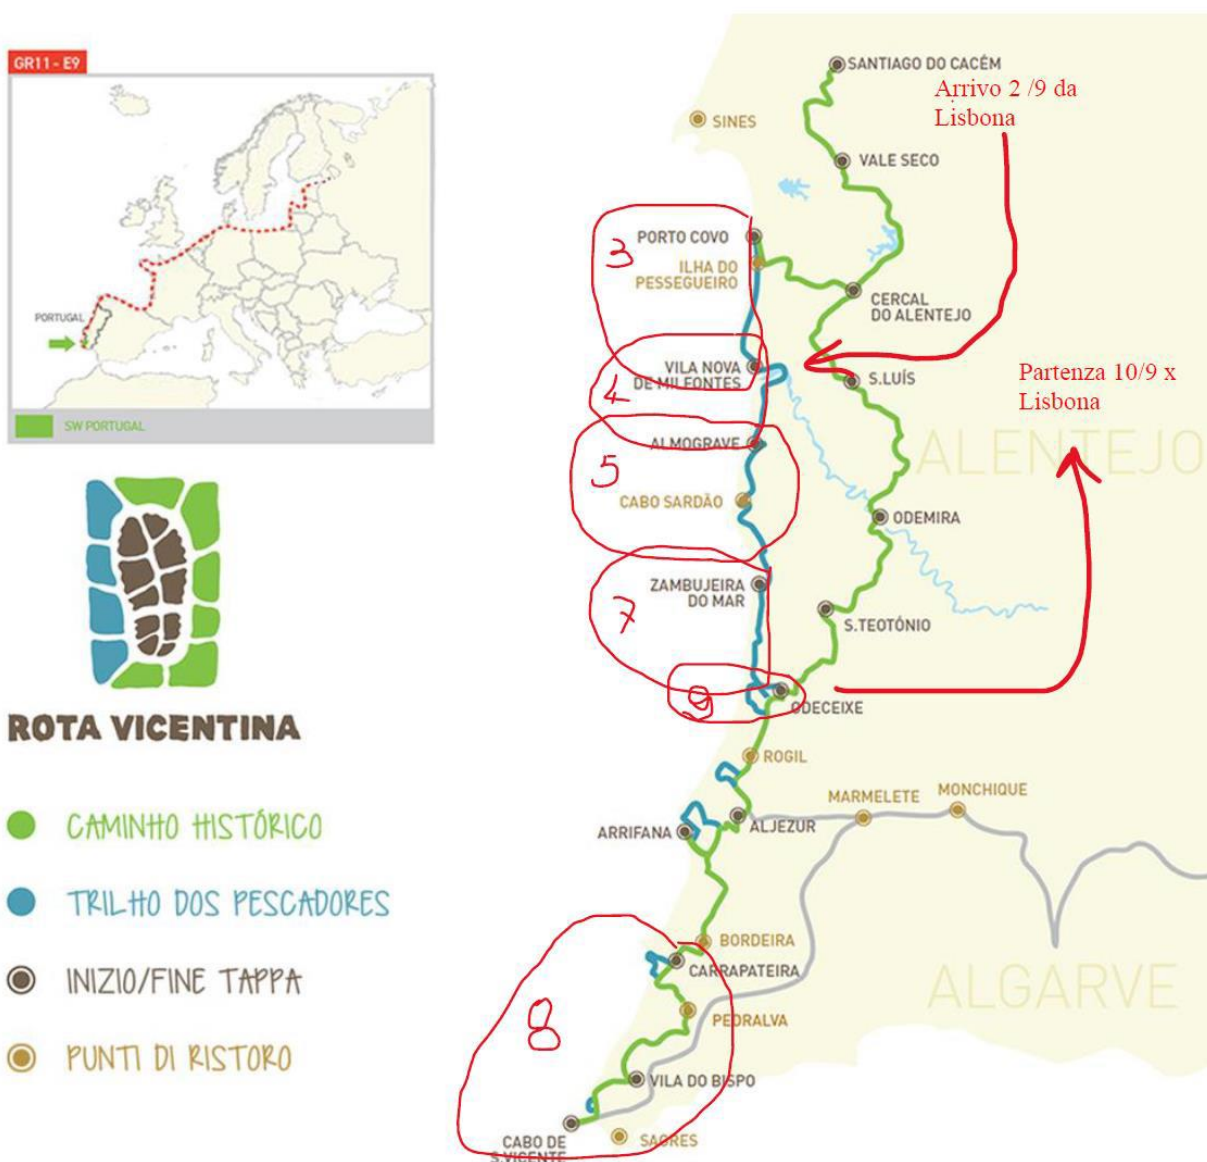 GR11 - E9
PORTUGAL
SW PORTUGAL
ROTA VICENTINA
CAMINHO HISTÓRICO
TRILHO DOS PESCADORES
INIZIO/FINE TAPPA
PUNTI DI RISTORO
SANTIAGO DO CACÉM
Arrivo 2 /9 da
Lisbona
SINES
VALE SECO
3
PORTO COVO
ILHA DO
PESSEGUEIRO
CERCAL
DO ALENTEJO
VILA NOVA
DE MILFONTES
S.LUÍS
Partenza 10/9 x
Lisbona
4
ALMOGRAVE
ALENTEJO
5
CABO SARDÃO
ODEMIRA
ZAMBUJEIRA
DO MAR
7
S.TEOTÓNIO
9
ODECEIXE
ROGIL
MARMELETE
MONCHIQUE
ARRIFANA
ALJEZUR
BORDEIRA
CARRAPATEIRA
ALGARVE
8
PEDRALVA
VILA DO BISPO
CABO DE
S.VICENTE
SAGRES